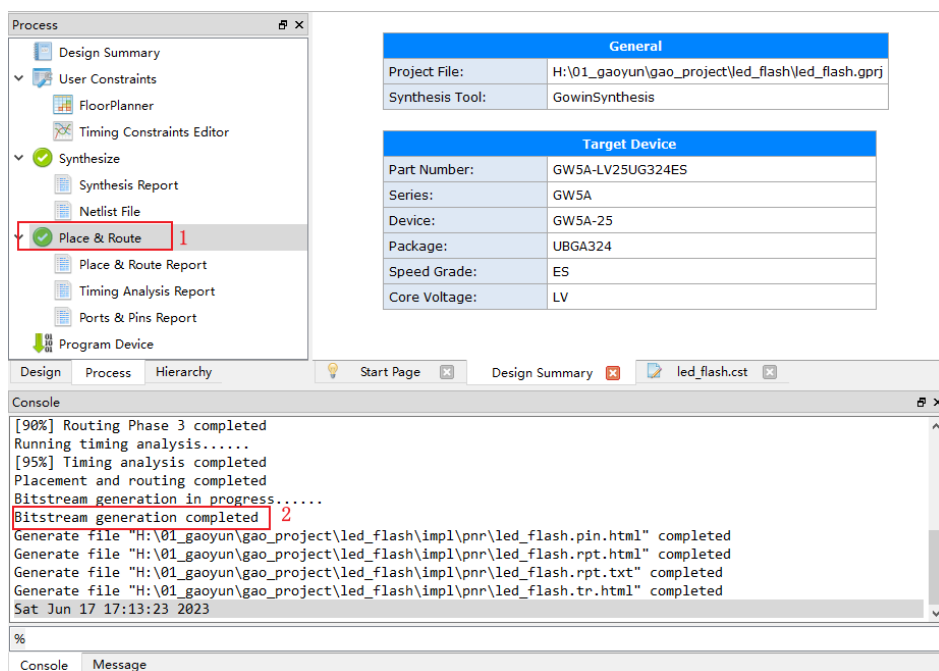 Process
Design Summary
User Constraints
FloorPlanner
Timing Constraints Editor
Synthesize
Synthesis Report
Netlist File
Place & Route 1
Place & Route Report
Timing Analysis Report
Ports & Pins Report
Program Device
Design Process Hierarchy
General
Project File: H:\01_gaoyun\gao_project\led_flash\led_flash.gprj
Synthesis Tool: GowinSynthesis
Target Device
Part Number: GW5A-LV25UG324ES
Series: GW5A
Device: GW5A-25
Package: UBGA324
Speed Grade: ES
Core Voltage: LV
Start Page Design Summary led_flash.cst
Console
[90%] Routing Phase 3 completed
Running timing analysis......
[95%] Timing analysis completed
Placement and routing completed
Bitstream generation in progress......
Bitstream generation completed 2
Generate file "H:\01_gaoyun\gao_project\led_flash\impl\pnr\led_flash.pin.html" completed
Generate file "H:\01_gaoyun\gao_project\led_flash\impl\pnr\led_flash.rpt.html" completed
Generate file "H:\01_gaoyun\gao_project\led_flash\impl\pnr\led_flash.rpt.txt" completed
Generate file "H:\01_gaoyun\gao_project\led_flash\impl\pnr\led_flash.tr.html" completed
Sat Jun 17 17:13:23 2023
%
Console Message